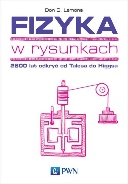 Don C. Lemons
FIZYKA
w rysunkach
2600 lat odkryć od Talesa do Higgsa
PWN